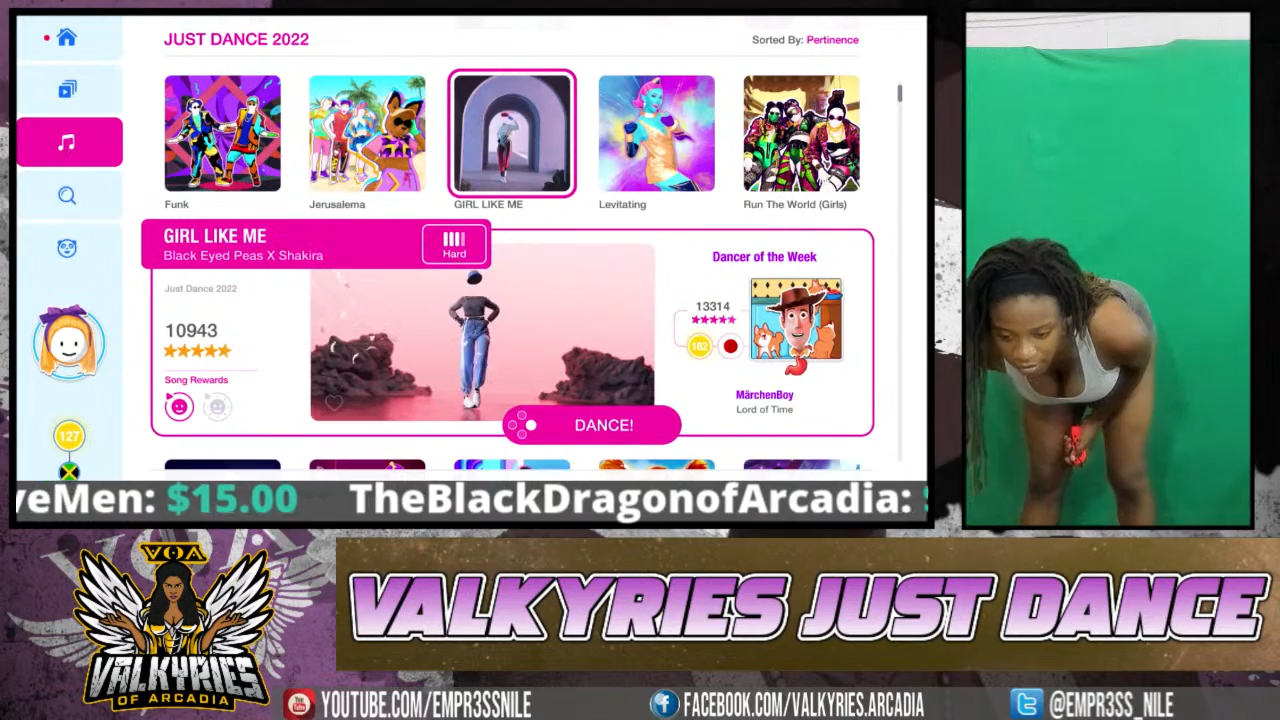 JUST DANCE 2022
Sorted By: Pertinence
Funk
Jerusalema
GIRL LIKE ME
Levitating
Run The World (Girls)
GIRL LIKE ME
Black Eyed Peas X Shakira
Hard
Just Dance 2022
10943
Song Rewards
Dancer of the Week
13314
162
MärchenBoy
Lord of Time
DANCE!
127
veMen: $15.00 TheBlackDragonofArcadia:
VOA
VALKYRIES
OF ARCADIA
VALKYRIES JUST DANCE
YOUTUBE.COM/EMPR3SSNILE
FACEBOOK.COM/VALKYRIES.ARCADIA
@EMPR3SS_NILE